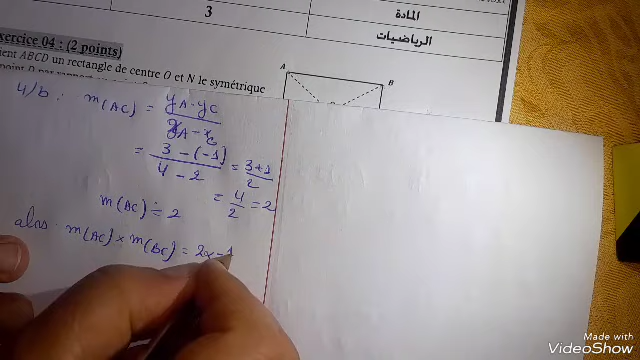 المادة
3
الرياضيات
Exercice 04 : (2 points)
ient ABCD un rectangle de centre O et N le symétrique
A
B
4/b : m(AC) = yA - yC
xA - xC
= 3 - (-1) = 3+1
4 - 2 2
= 4 = 2
2
m(AC) = 2
alors : m(AC) × m(BC) = 2x-1
Made with
VideoShow